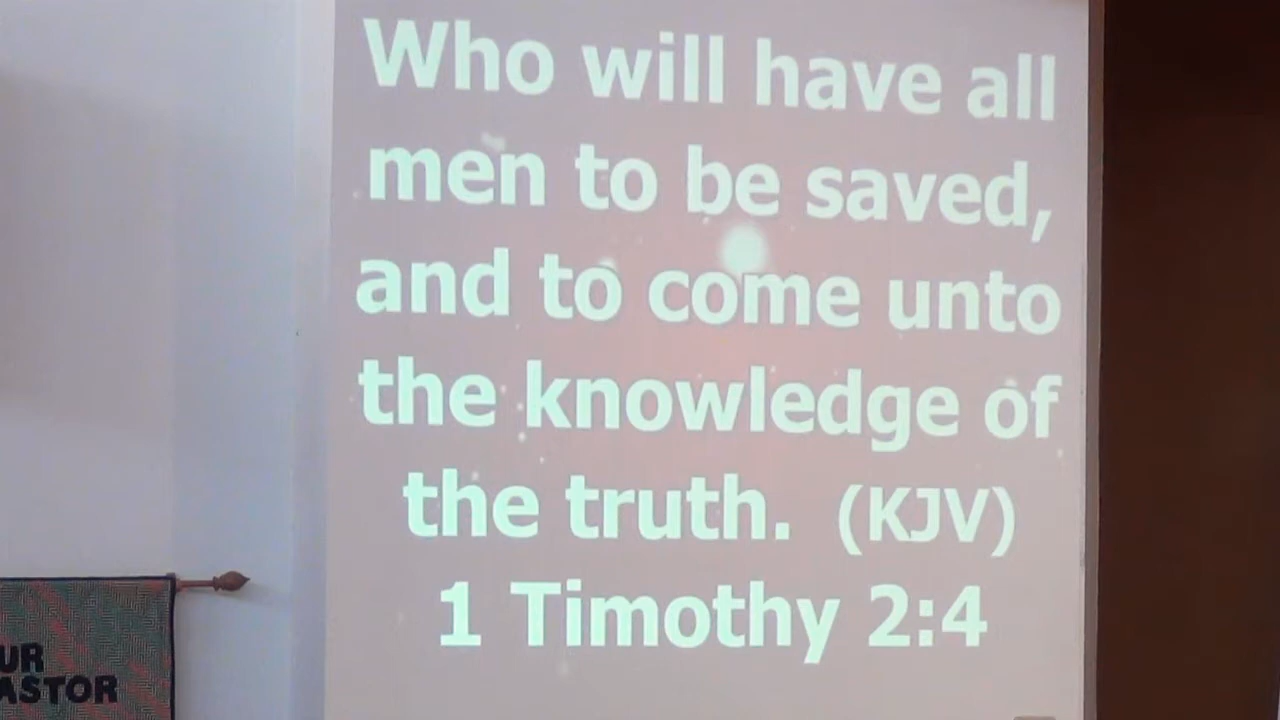 Who will have all
men to be saved,
and to come unto
the knowledge of
the truth. (KJV)
1 Timothy 2:4
UR
ASTOR